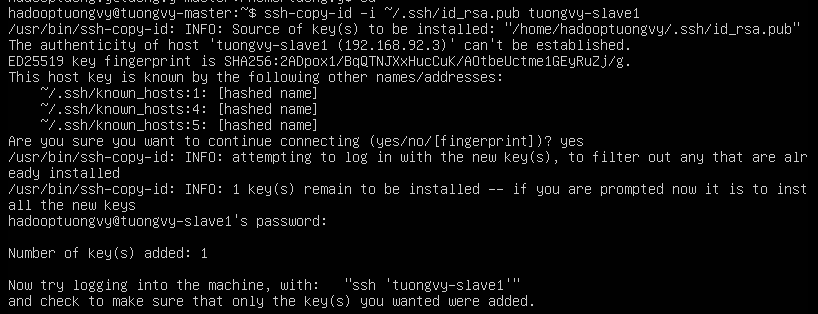 hadooptuongvy@tuongvy-master:~$ ssh-copy-id -i ~/.ssh/id_rsa.pub tuongvy-slave1
/usr/bin/ssh-copy-id: INFO: Source of key(s) to be installed: "/home/hadooptuongvy/.ssh/id_rsa.pub"
The authenticity of host 'tuongvy-slave1 (192.168.92.3)' can't be established.
ED25519 key fingerprint is SHA256:2ADpox1/BqQTNJXxHucCuK/AOtbeUctme1GEyRuZj/g.
This host key is known by the following other names/addresses:
    ~/.ssh/known_hosts:1: [hashed name]
    ~/.ssh/known_hosts:4: [hashed name]
    ~/.ssh/known_hosts:5: [hashed name]
Are you sure you want to continue connecting (yes/no/[fingerprint])? yes
/usr/bin/ssh-copy-id: INFO: attempting to log in with the new key(s), to filter out any that are alr
eady installed
/usr/bin/ssh-copy-id: INFO: 1 key(s) remain to be installed -- if you are prompted now it is to inst
all the new keys
hadooptuongvy@tuongvy-slave1's password:
Number of key(s) added: 1
Now try logging into the machine, with:   "ssh 'tuongvy-slave1'"
and check to make sure that only the key(s) you wanted were added.